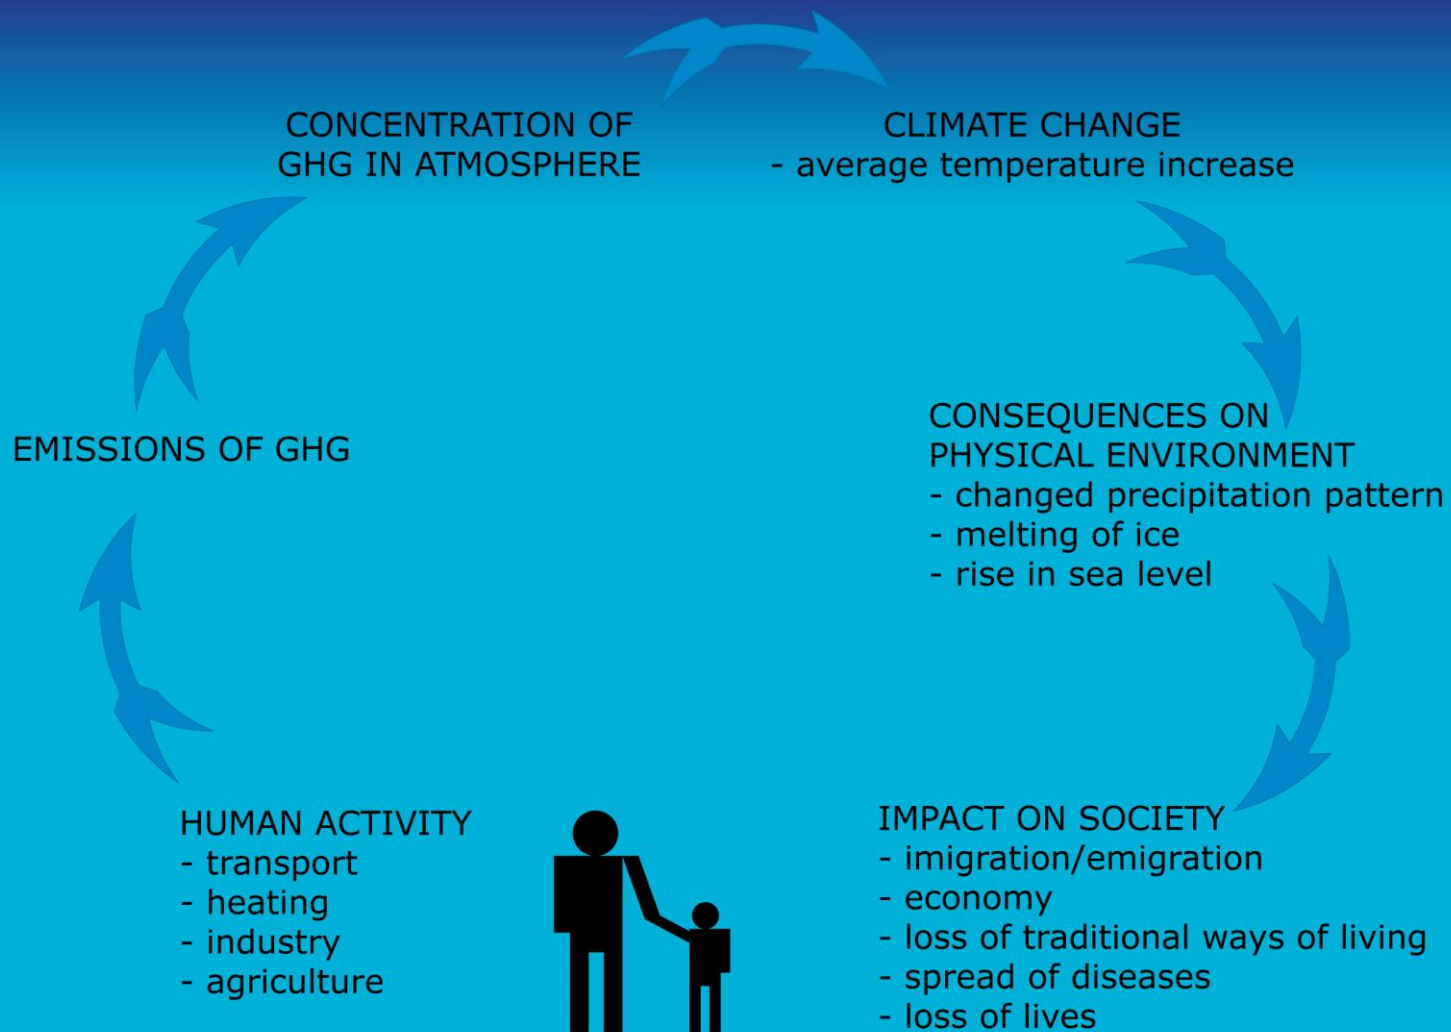 CONCENTRATION OF
GHG IN ATMOSPHERE
CLIMATE CHANGE
- average temperature increase
EMISSIONS OF GHG
CONSEQUENCES ON
PHYSICAL ENVIRONMENT
- changed precipitation pattern
- melting of ice
- rise in sea level
HUMAN ACTIVITY
- transport
- heating
- industry
- agriculture
IMPACT ON SOCIETY
- imigration/emigration
- economy
- loss of traditional ways of living
- spread of diseases
- loss of lives